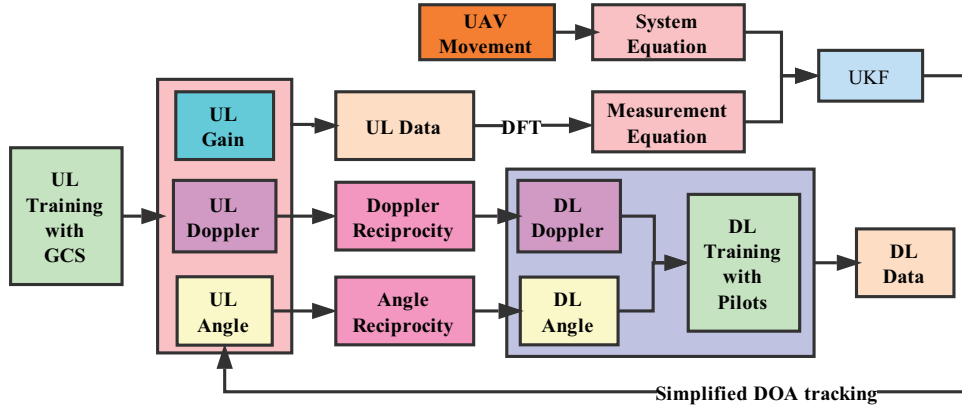 UAV
Movement
System
Equation
UKF
UL
Gain
UL Data
DFT
Measurement
Equation
UL
Training
with
GCS
UL
Doppler
Doppler
Reciprocity
DL
Doppler
DL
Training
with
Pilots
DL
Data
UL
Angle
Angle
Reciprocity
DL
Angle
Simplified DOA tracking